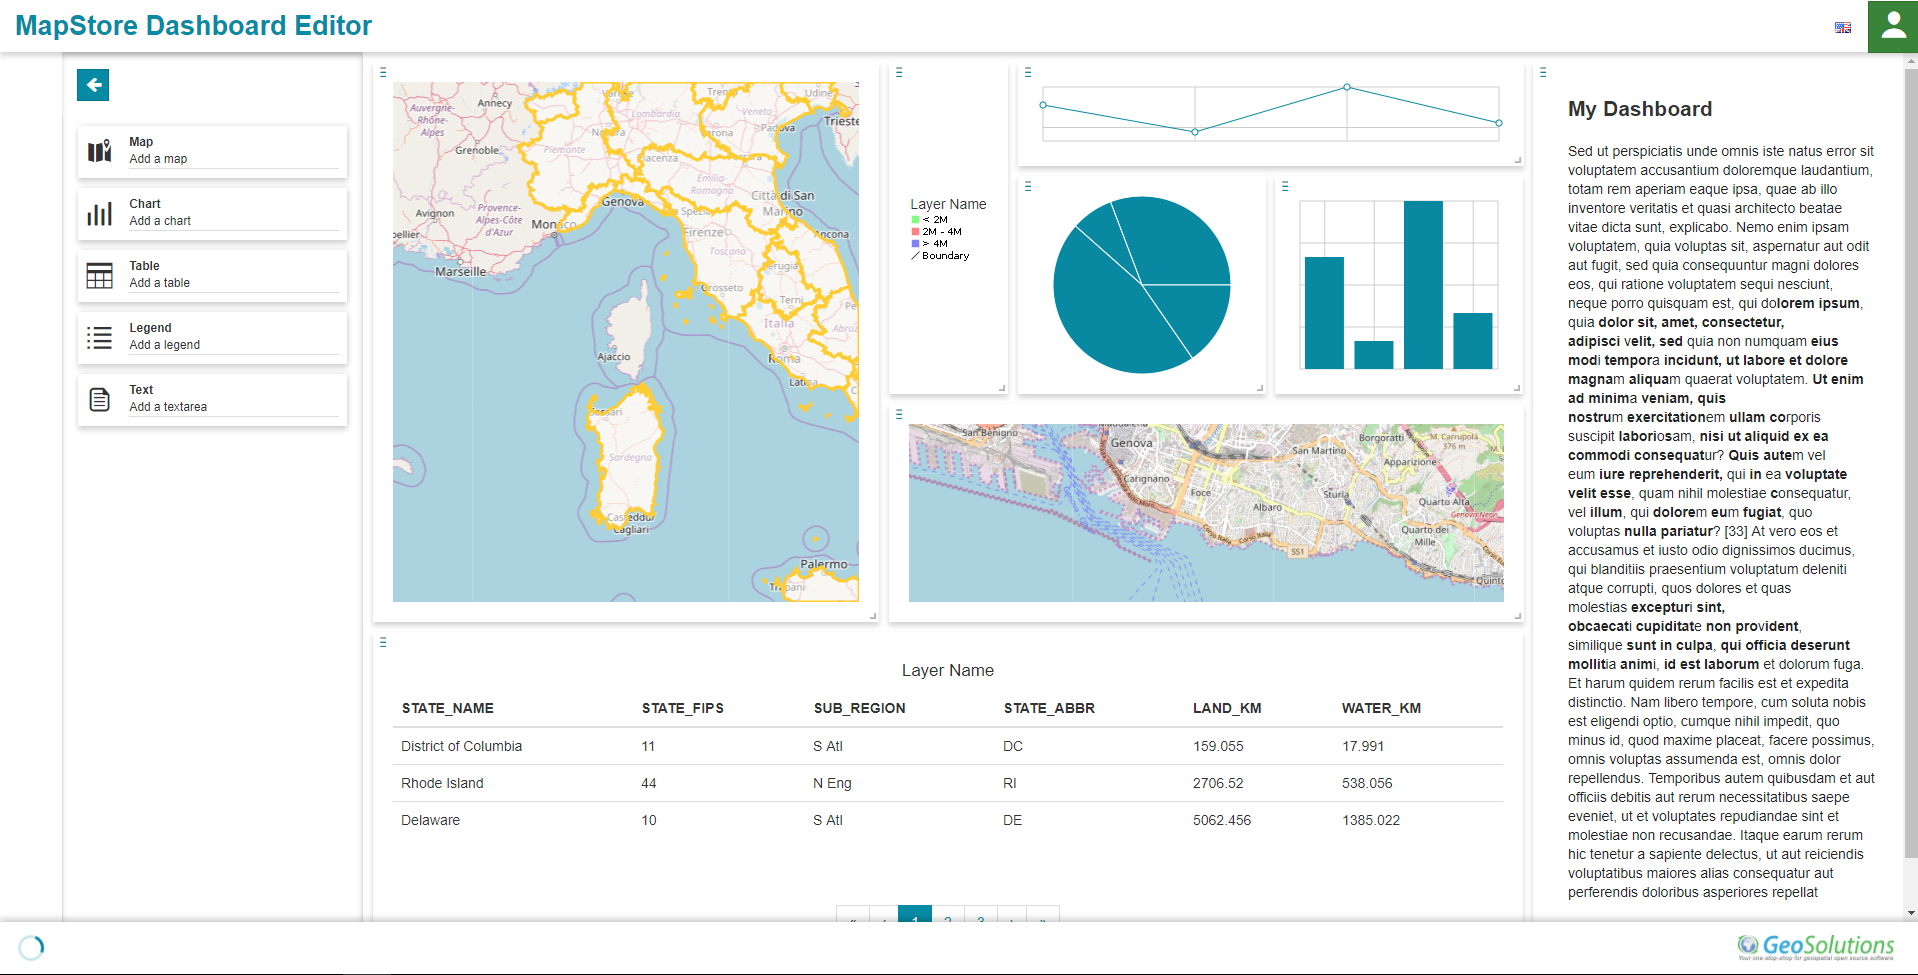 MapStore Dashboard Editor
Map
Add a map
Chart
Add a chart
Table
Add a table
Legend
Add a legend
Text
Add a textarea
Annecy
Auvergne-
Rhône-
Alpes
Grenoble
Avignon
Provence-
Alpes-Côte
d'Azur
Marseille
Lombardia
Veneto
Udine
Trieste
Padova
Piemonte
Emilia-
Romagna
Genova
Città di San
Marino
Firenze
Toscana
Ancona
Perugia
Grosseto
Terni
Italia
Roma
Ajaccio
Sardegna
Cagliari
Palermo
Trapani
Layer Name
< 2M
2M - 4M
> 4M
Boundary
San Benigno
Genova
Carignano
Foce
Albaro
San Martino
Sturla
Borgoratti
Apparizione
M. Carrupola
376 m
Quarto Alta
Quarto dei
Mille
Corso Italia
SS1
Layer Name
STATE_NAME STATE_FIPS SUB_REGION STATE_ABBR LAND_KM WATER_KM
District of Columbia 11 S Atl DC 159.055 17.991
Rhode Island 44 N Eng RI 2706.52 538.056
Delaware 10 S Atl DE 5062.456 1385.022
« ‹ 1 2 3 › »
My Dashboard
Sed ut perspiciatis unde omnis iste natus error sit
voluptatem accusantium doloremque laudantium,
totam rem aperiam eaque ipsa, quae ab illo
inventore veritatis et quasi architecto beatae
vitae dicta sunt, explicabo. Nemo enim ipsam
voluptatem, quia voluptas sit, aspernatur aut odit
aut fugit, sed quia consequuntur magni dolores
eos, qui ratione voluptatem sequi nesciunt,
neque porro quisquam est, qui dolorem ipsum,
quia dolor sit, amet, consectetur,
adipisci velit, sed quia non numquam eius
modi tempora incidunt, ut labore et dolore
magnam aliquam quaerat voluptatem. Ut enim
ad minima veniam, quis
nostrum exercitationem ullam corporis
suscipit laboriosam, nisi ut aliquid ex ea
commodi consequatur? Quis autem vel
eum iure reprehenderit, qui in ea voluptate
velit esse, quam nihil molestiae consequatur,
vel illum, qui dolorem eum fugiat, quo
voluptas nulla pariatur? [33] At vero eos et
accusamus et iusto odio dignissimos ducimus,
qui blanditiis praesentium voluptatum deleniti
atque corrupti, quos dolores et quas
molestias excepturi sint,
obcaecati cupiditate non provident,
similique sunt in culpa, qui officia deserunt
mollitia animi, id est laborum et dolorum fuga.
Et harum quidem rerum facilis est et expedita
distinctio. Nam libero tempore, cum soluta nobis
est eligendi optio, cumque nihil impedit, quo
minus id, quod maxime placeat, facere possimus,
omnis voluptas assumenda est, omnis dolor
repellendus. Temporibus autem quibusdam et aut
officiis debitis aut rerum necessitatibus saepe
eveniet, ut et voluptates repudiandae sint et
molestiae non recusandae. Itaque earum rerum
hic tenetur a sapiente delectus, ut aut reiciendis
voluptatibus maiores alias consequatur aut
perferendis doloribus asperiores repellat
GeoSolutions
Your one-stop-shop for geospatial open source software